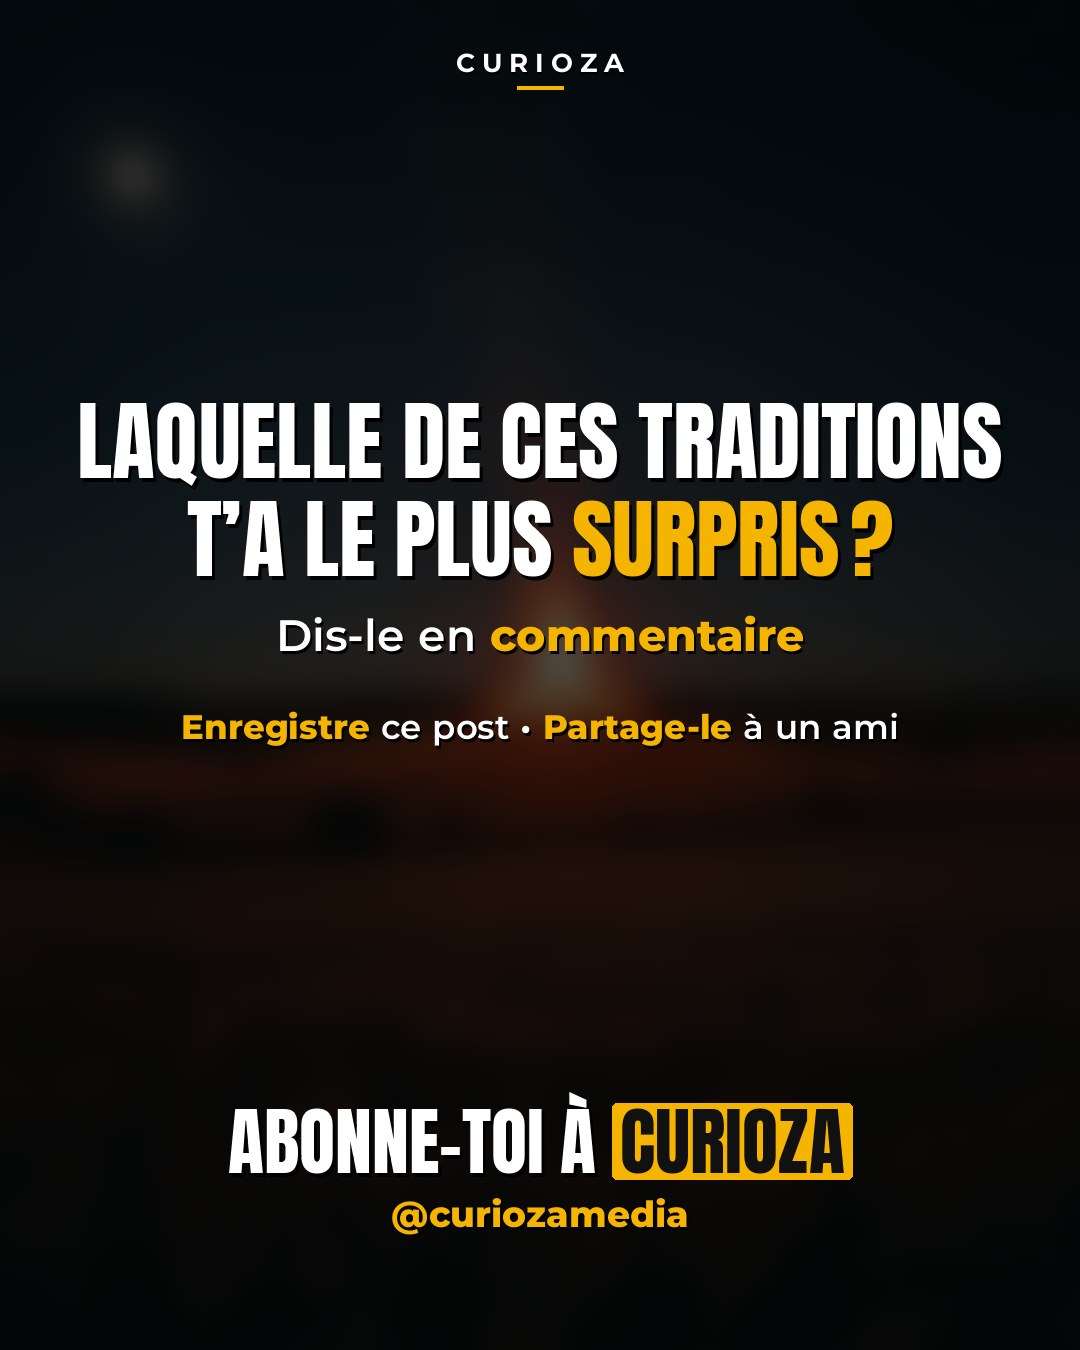 CURIOZA
LAQUELLE DE CES TRADITIONS
T’A LE PLUS SURPRIS ?
Dis-le en commentaire
Enregistre ce post • Partage-le à un ami
ABONNE-TOI À CURIOZA
@curiozamedia